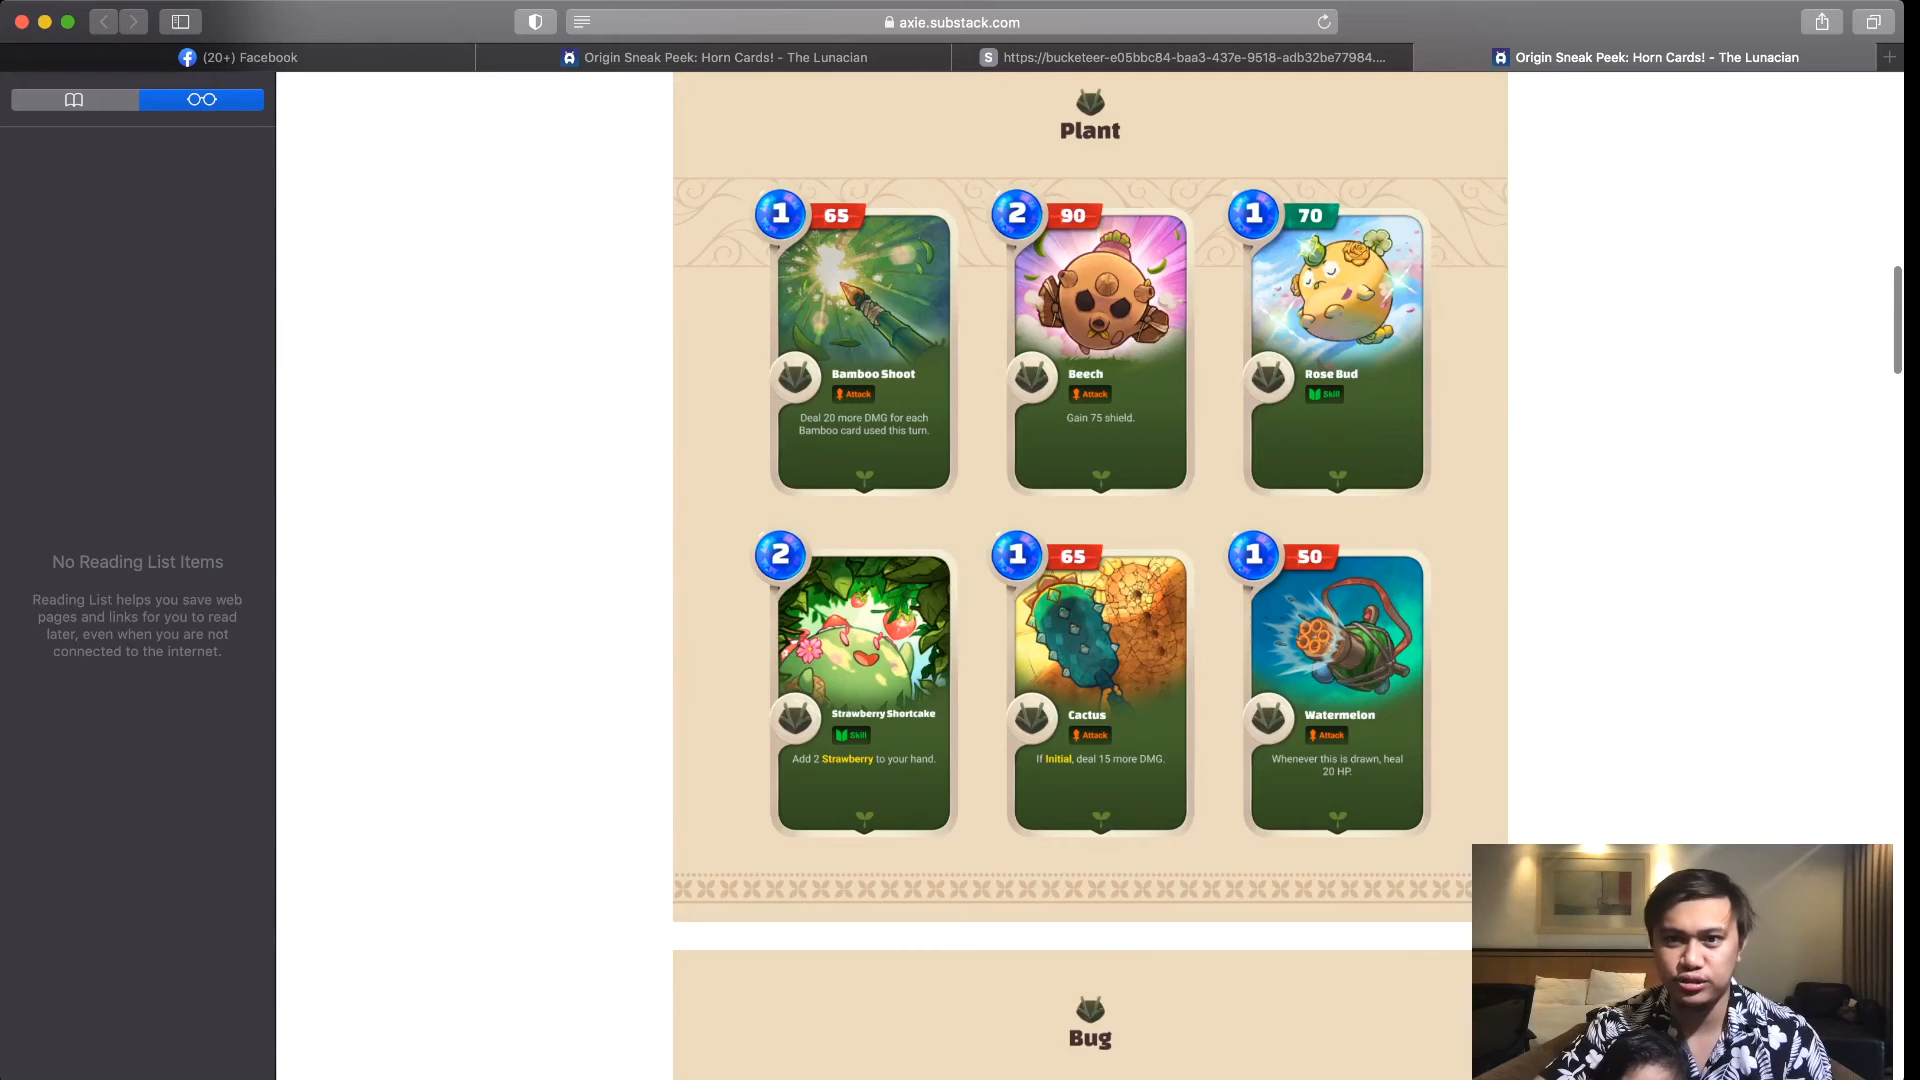 axie.substack.com
(20+) Facebook
Origin Sneak Peek: Horn Cards! - The Lunacian
S https://bucketeer-e05bbc84-baa3-437e-9518-adb32be77984....
Origin Sneak Peek: Horn Cards! - The Lunacian
No Reading List Items
Reading List helps you save web
pages and links for you to read
later, even when you are not
connected to the internet.
Plant
1 65
Bamboo Shoot
Attack
Deal 20 more DMG for each
Bamboo card used this turn.
2 90
Beech
Attack
Gain 75 shield.
1 70
Rose Bud
Skill
2
Strawberry Shortcake
Skill
Add 2 Strawberry to your hand.
1 65
Cactus
Attack
If Initial, deal 15 more DMG.
1 50
Watermelon
Attack
Whenever this is drawn, heal
20 HP.
Bug